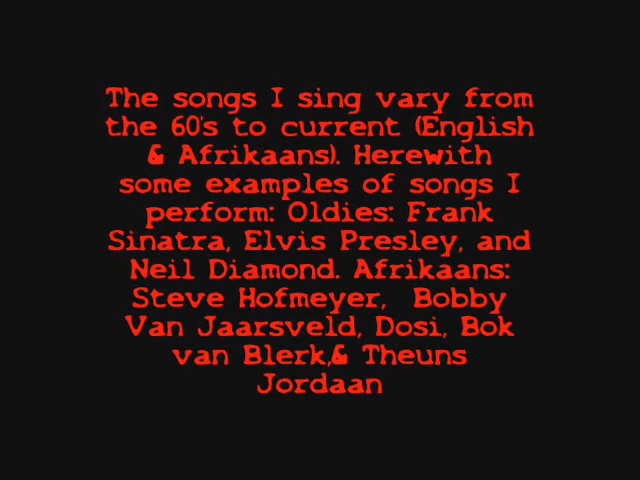 The songs I sing vary from
the 60's to current (English
& Afrikaans). Herewith
some examples of songs I
perform: Oldies: Frank
Sinatra, Elvis Presley, and
Neil Diamond. Afrikaans:
Steve Hofmeyer,  Bobby
Van Jaarsveld, Dosi, Bok
van Blerk,& Theuns
Jordaan